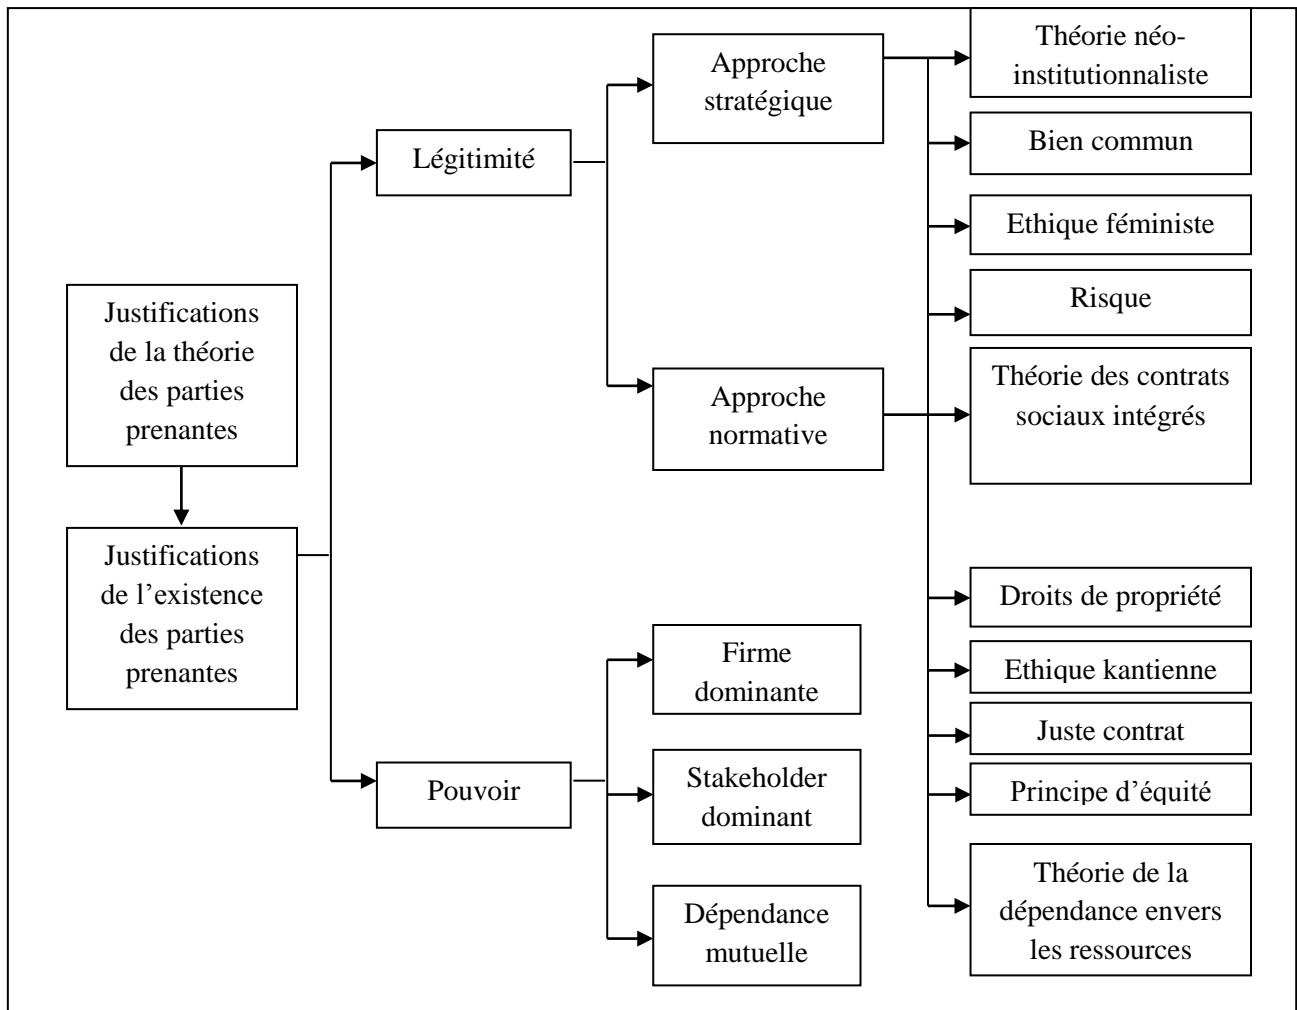 Justifications
de la théorie
des parties
prenantes
Justifications
de l’existence
des parties
prenantes
Légitimité
Pouvoir
Approche
stratégique
Approche
normative
Firme
dominante
Stakeholder
dominant
Dépendance
mutuelle
Théorie néo-
institutionnaliste
Bien commun
Ethique féministe
Risque
Théorie des contrats
sociaux intégrés
Droits de propriété
Ethique kantienne
Juste contrat
Principe d’équité
Théorie de la
dépendance envers
les ressources